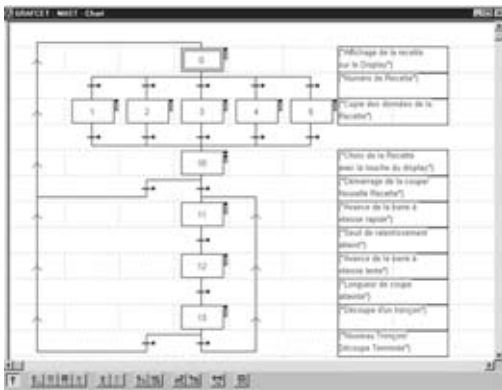 GRAFCET : MAST - Chart
0
("Affichage de la recette
sur le Display")
("Numéro de Recette")
1 2 3 4 5
("Copie des données de la
Recette")
10
("Choix de la Recette
avec la touche du display")
("Démarrage de la coupe/
Nouvelle Recette")
11
("Avance de la barre à
vitesse rapide")
("Seuil de ralentissement
atteint")
12
("Avance de la barre à
vitesse lente")
("Longueur de coupe
atteinte")
13
("Découpe d'un tronçon")
("Nouveau Tronçon/
Découpe Terminée")